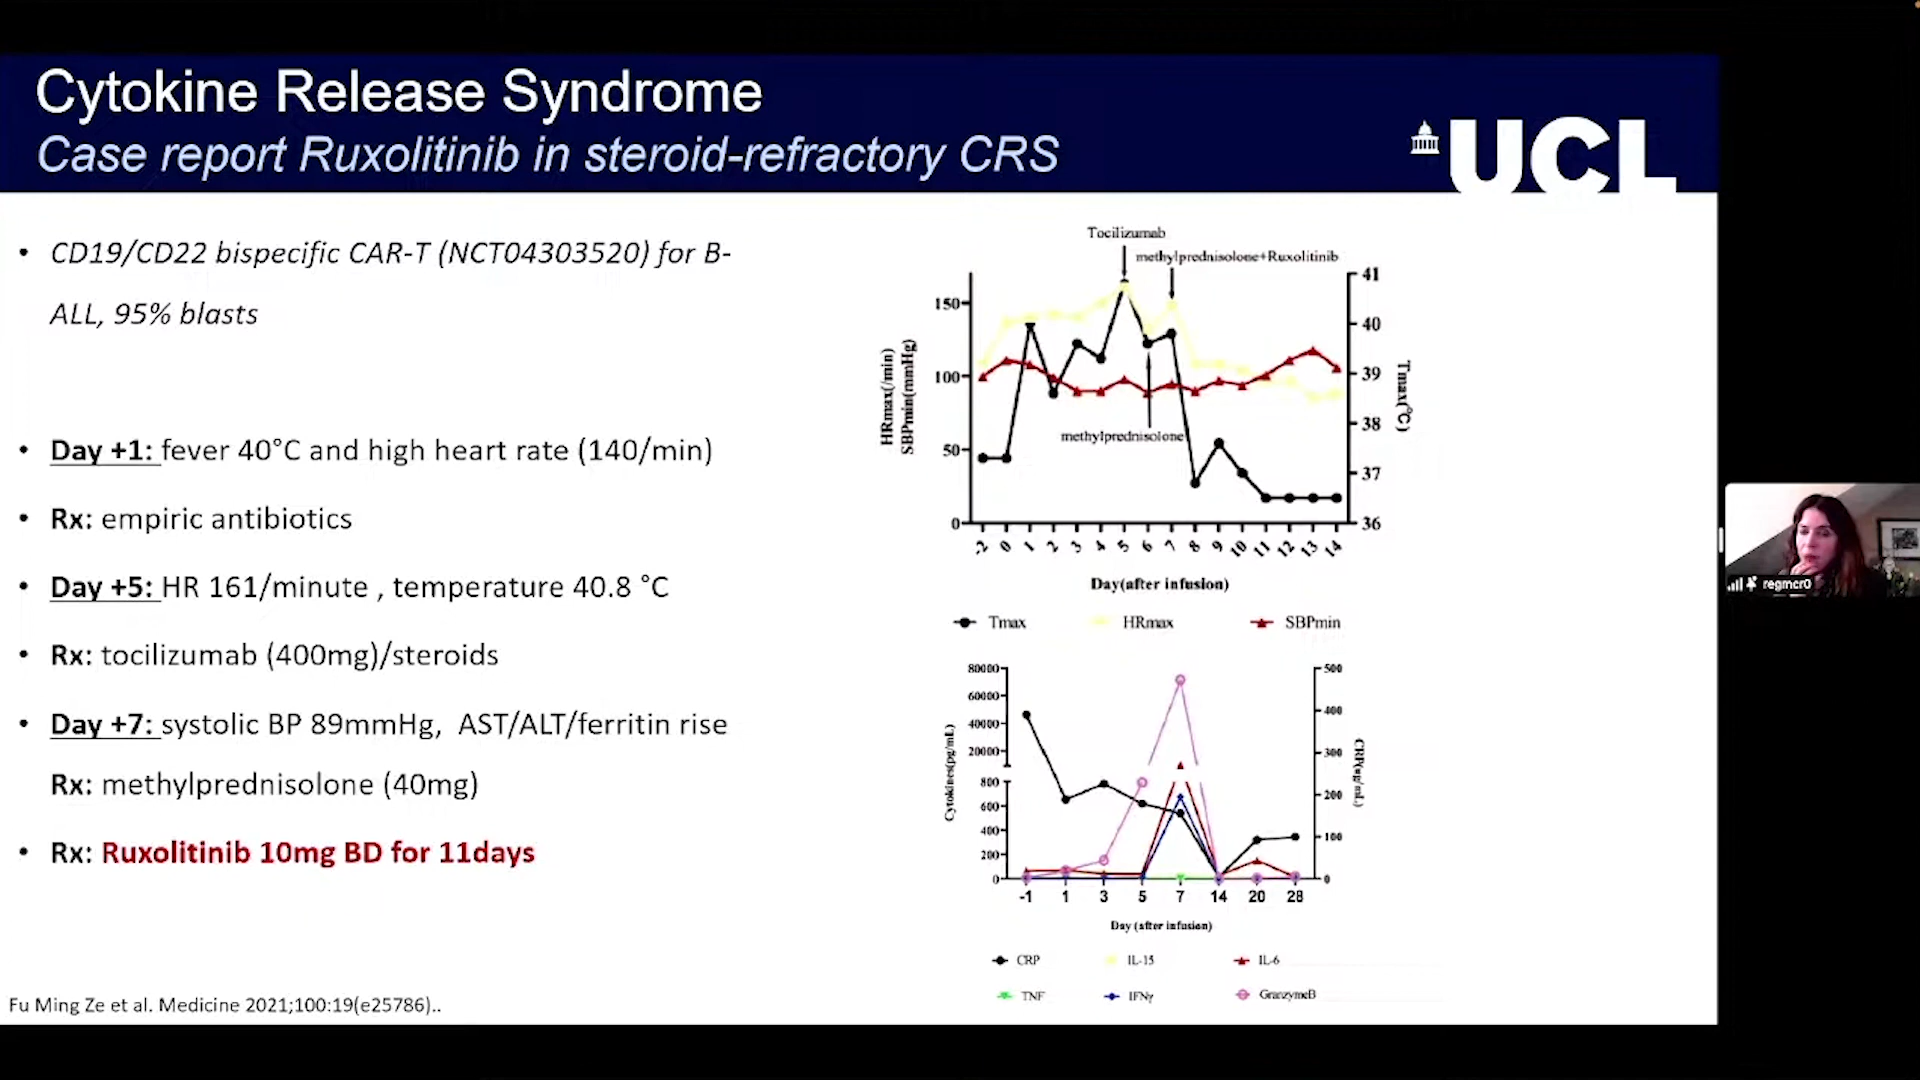 Cytokine Release Syndrome
Case report Ruxolitinib in steroid-refractory CRS
UCL
• CD19/CD22 bispecific CAR-T (NCT04303520) for B-
ALL, 95% blasts
• Day +1: fever 40°C and high heart rate (140/min)
• Rx: empiric antibiotics
• Day +5: HR 161/minute , temperature 40.8 °C
• Rx: tocilizumab (400mg)/steroids
• Day +7: systolic BP 89mmHg, AST/ALT/ferritin rise
Rx: methylprednisolone (40mg)
• Rx: Ruxolitinib 10mg BD for 11days
Fu Ming Ze et al. Medicine 2021;100:19(e25786)..
Tocilizumab
methylprednisolone+Ruxolitinib
methylprednisolone
HRmax(/min)
SBPmin(mmHg)
150
100
50
0
Tmax(°C)
41
40
39
38
37
36
-2 0 1 2 3 4 5 6 7 8 9 10 11 12 13 14
Day(after infusion)
Tmax HRmax SBPmin
Cytokines(pg/mL)
80000
60000
40000
20000
800
600
400
200
0
CRP(ug/mL)
500
400
300
200
100
0
-1 1 3 5 7 14 20 28
Day (after infusion)
CRP IL-15 IL-6
TNF IFNγ GranzymeB
regmcr0